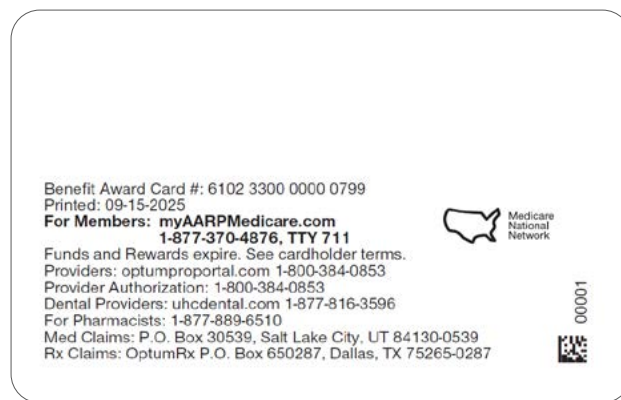 Benefit Award Card #: 6102 3300 0000 0799
Printed: 09-15-2025
For Members: myAARPMedicare.com
1-877-370-4876, TTY 711
Funds and Rewards expire. See cardholder terms.
Providers: optumproportal.com 1-800-384-0853
Provider Authorization: 1-800-384-0853
Dental Providers: uhcdental.com 1-877-816-3596
For Pharmacists: 1-877-889-6510
Med Claims: P.O. Box 30539, Salt Lake City, UT 84130-0539
Rx Claims: OptumRx P.O. Box 650287, Dallas, TX 75265-0287
Medicare
National
Network
00001